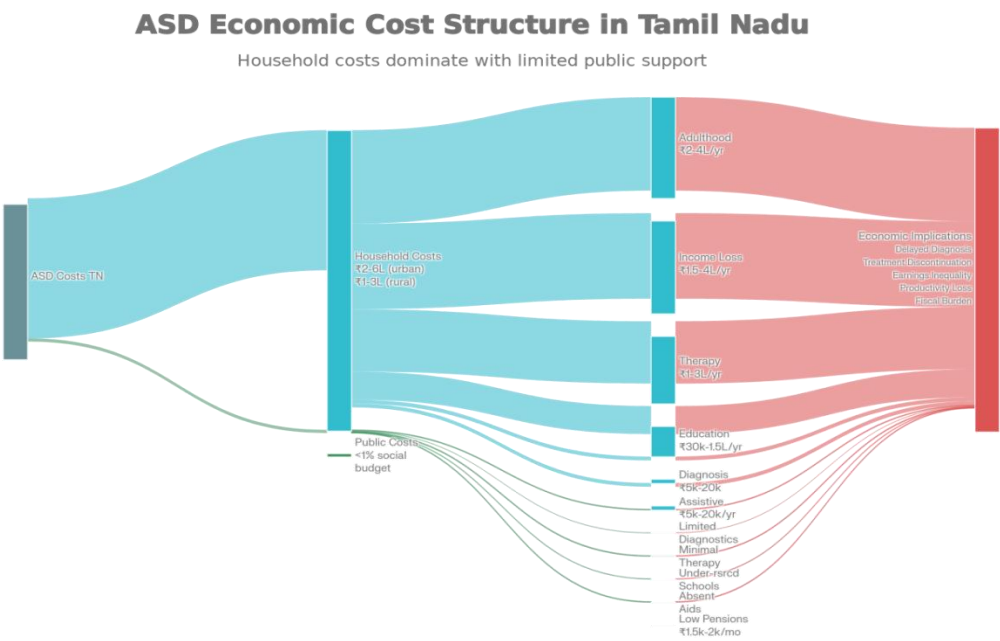 ASD Economic Cost Structure in Tamil Nadu
Household costs dominate with limited public support
ASD Costs TN
Household Costs
₹2-6L (urban)
₹1-3L (rural)
Public Costs
<1% social
budget
Adulthood
₹2-4L/yr
Income Loss
₹1.5-4L/yr
Therapy
₹1-3L/yr
Education
₹30k-1.5L/yr
Diagnosis
₹5k-20k
Assistive
₹5k-20k/yr
Limited
Diagnostics
Minimal
Therapy
Under-rsrcd
Schools
Absent
Aids
Low Pensions
₹1.5k-2k/mo
Economic Implications
Delayed Diagnosis
Treatment Discontinuation
Earnings Inequality
Productivity Loss
Fiscal Burden